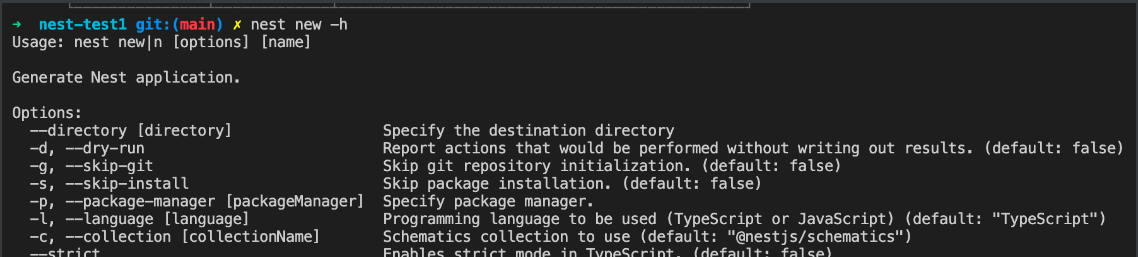 ➜  nest-test1 git:(main) ✗ nest new -h
Usage: nest new|n [options] [name]

Generate Nest application.

Options:
  --directory [directory]                 Specify the destination directory
  -d, --dry-run                           Report actions that would be performed without writing out results. (default: false)
  -g, --skip-git                          Skip git repository initialization. (default: false)
  -s, --skip-install                      Skip package installation. (default: false)
  -p, --package-manager [packageManager]  Specify package manager.
  -l, --language [language]               Programming language to be used (TypeScript or JavaScript) (default: "TypeScript")
  -c, --collection [collectionName]       Schematics collection to use (default: "@nestjs/schematics")
  --strict                                Enables strict mode in TypeScript. (default: false)